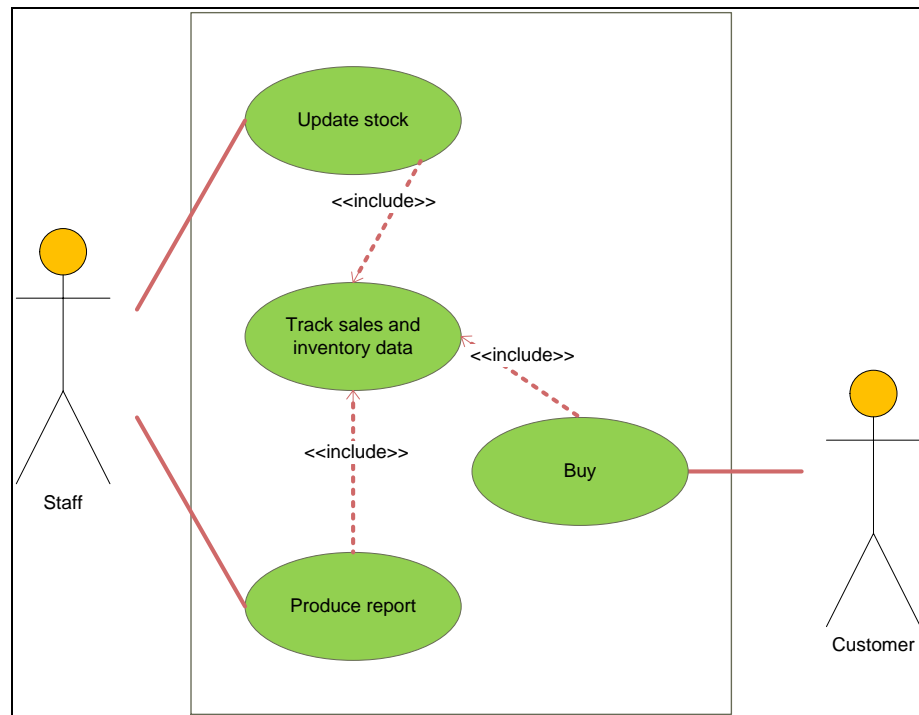 Update stock
<<include>>
Track sales and
inventory data
<<include>>
<<include>>
Buy
Staff
Produce report
Customer